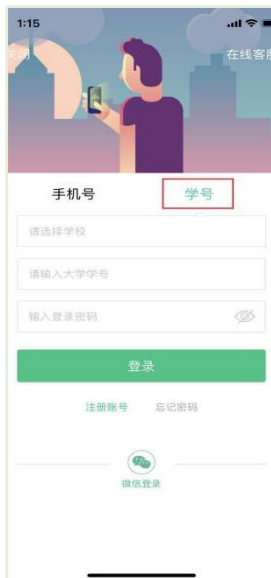 1:15
关闭 在线客服
手机号 学号
请选择学校
请输入大学学号
输入登录密码
登录
注册账号 忘记密码
微信登录